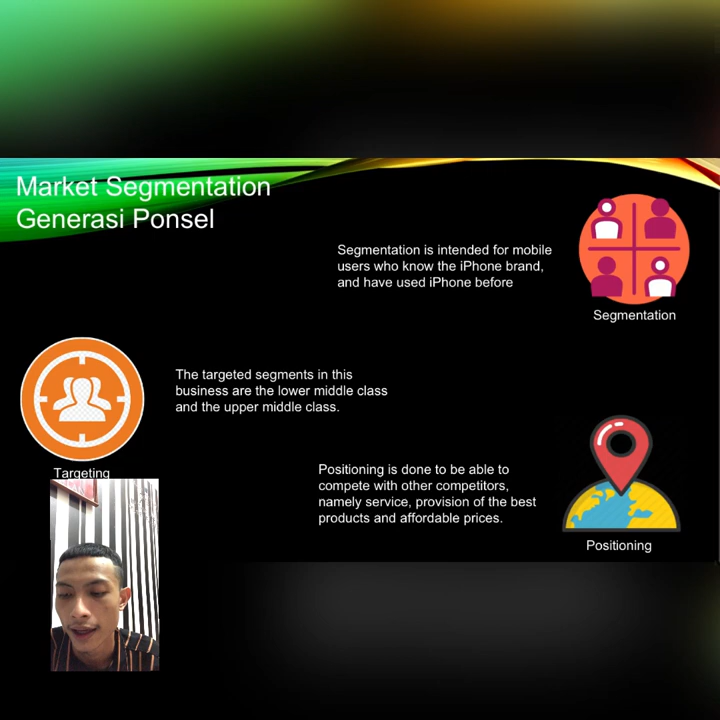 Market Segmentation
Generasi Ponsel
Segmentation is intended for mobile
users who know the iPhone brand,
and have used iPhone before
Segmentation
The targeted segments in this
business are the lower middle class
and the upper middle class.
Targeting
Positioning is done to be able to
compete with other competitors,
namely service, provision of the best
products and affordable prices.
Positioning